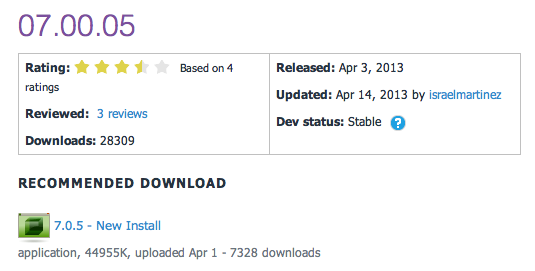 07.00.05
Rating: Based on 4
ratings
Reviewed: 3 reviews
Downloads: 28309
Released: Apr 3, 2013
Updated: Apr 14, 2013 by israelmartinez
Dev status: Stable ?
RECOMMENDED DOWNLOAD
7.0.5 - New Install
application, 44955K, uploaded Apr 1 - 7328 downloads